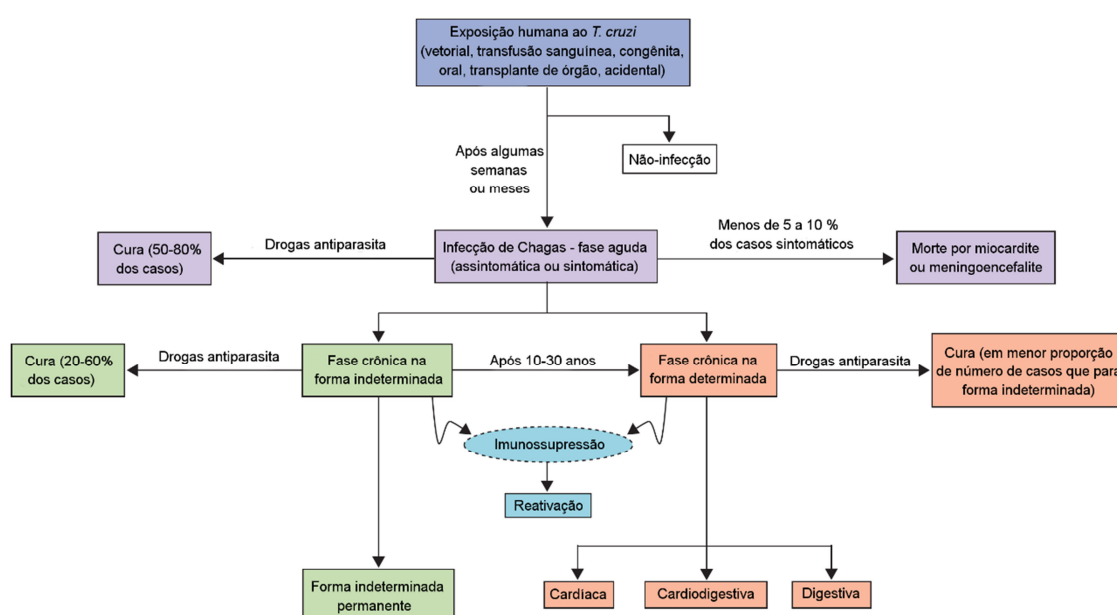 Exposição humana ao T. cruzi
(vetorial, transfusão sanguínea, congênita,
oral, transplante de órgão, acidental)
Não-infecção
Após algumas
semanas
ou meses
Cura (50-80%
dos casos)
Drogas antiparasita
Infecção de Chagas - fase aguda
(assintomática ou sintomática)
Menos de 5 a 10 %
dos casos sintomáticos
Morte por miocardite
ou meningoencefalite
Cura (20-60%
dos casos)
Drogas antiparasita
Fase crônica na
forma indeterminada
Após 10-30 anos
Fase crônica na
forma determinada
Drogas antiparasita
Cura (em menor proporção
de número de casos que para
forma indeterminada)
Imunossupressão
Reativação
Forma indeterminada
permanente
Cardíaca
Cardiodigestiva
Digestiva